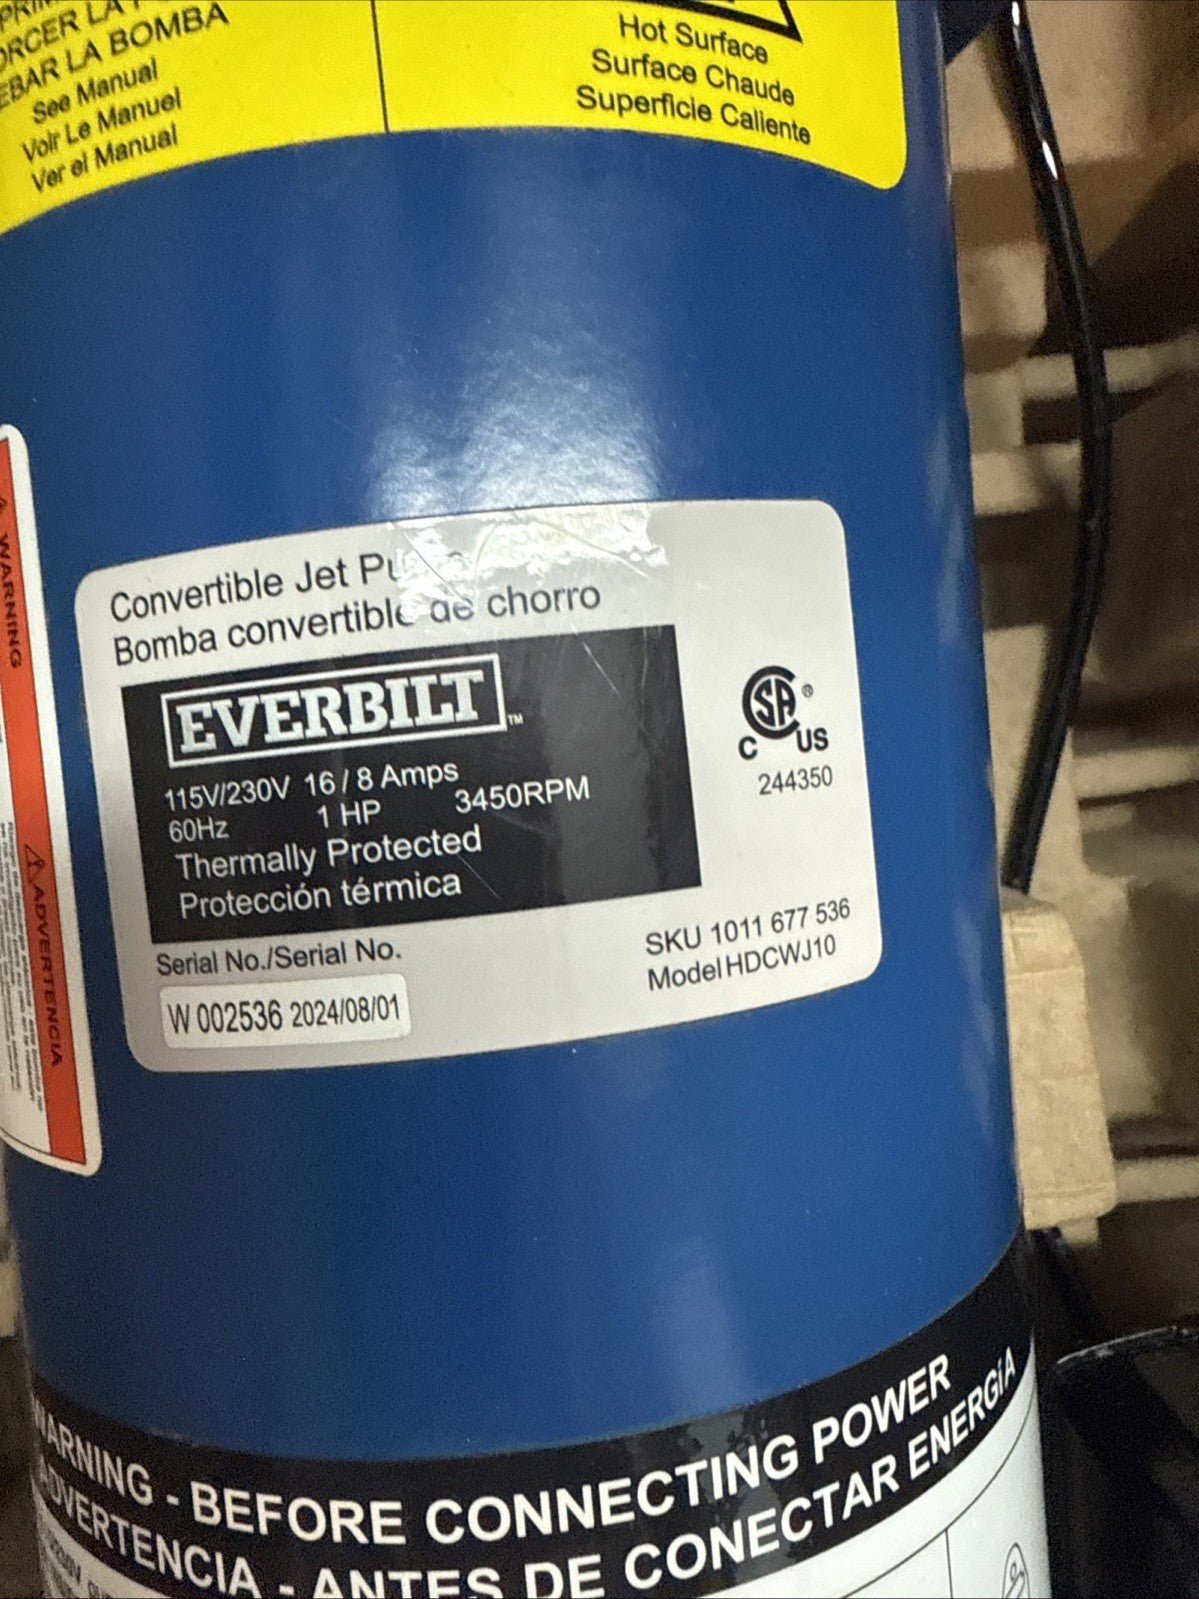 LA BOMBA
See Manual
Voir Le Manuel
Ver el Manual
Hot Surface
Surface Chaude
Superficie Caliente
Convertible Jet
Bomba convertible de chorro
EVERBILT™
115V/230V 16 / 8 Amps
60Hz 1 HP 3450RPM
Thermally Protected
Protección térmica
Serial No./Serial No.
W 002536 2024/08/01
SA®
C US
244350
SKU 1011 677 536
Model HDCWJ10
WARNING
ADVERTENCIA
WARNING - BEFORE CONNECTING POWER
ADVERTENCIA - ANTES DE CONECTAR ENERGÍA